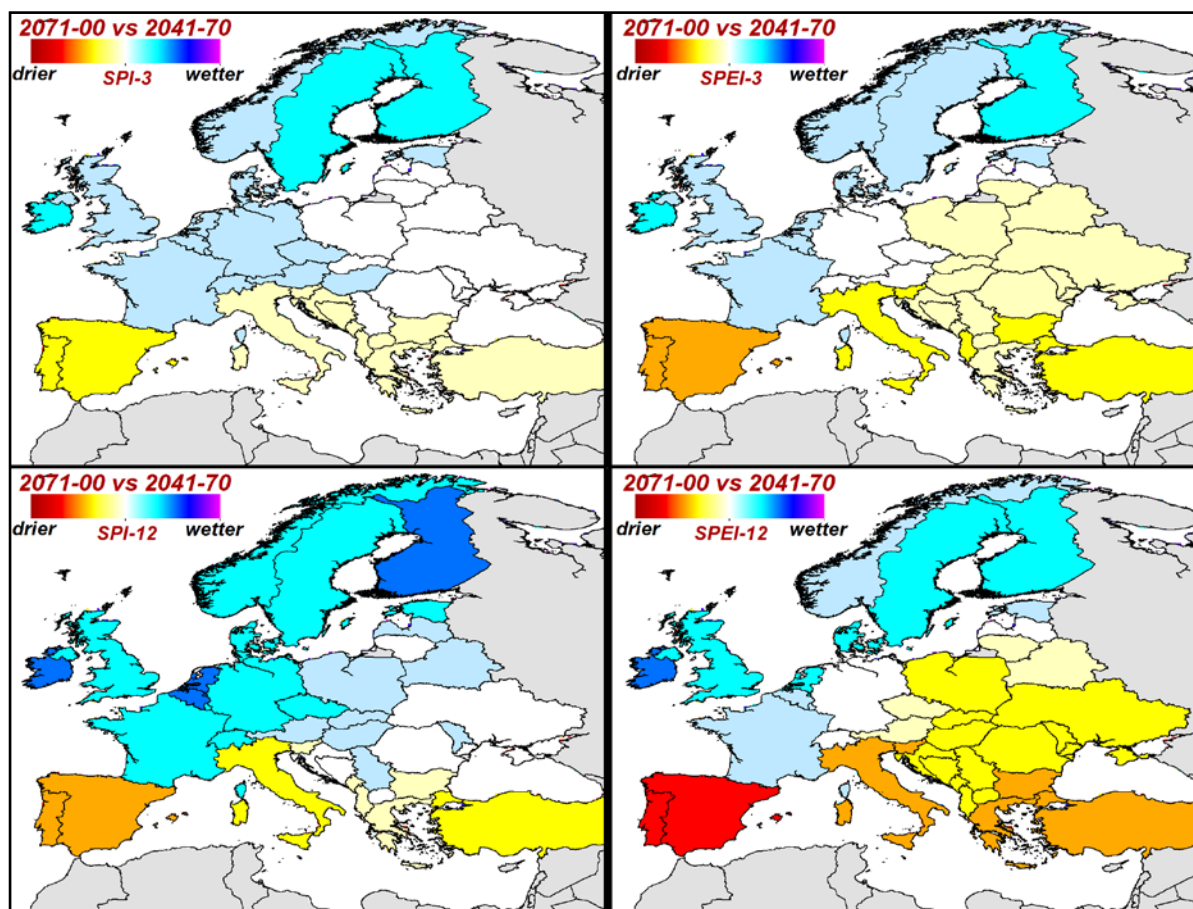 2071-00 vs 2041-70
drier SPI-3 wetter
2071-00 vs 2041-70
drier SPEI-3 wetter
2071-00 vs 2041-70
drier SPI-12 wetter
2071-00 vs 2041-70
drier SPEI-12 wetter